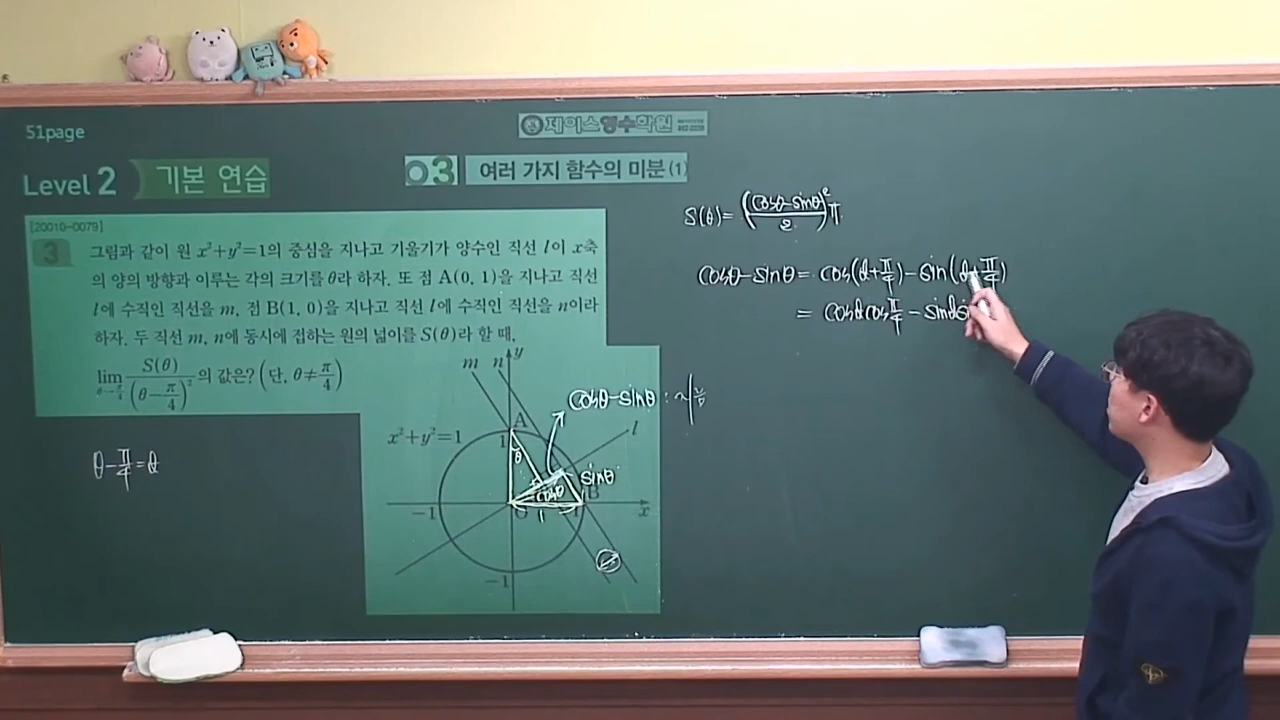 51page
제이스영수학원
Level 2 기본 연습
03 여러 가지 함수의 미분 (1)
[20010-0079]
3
그림과 같이 원 x²+y²=1의 중심을 지나고 기울기가 양수인 직선 l이 x축
의 양의 방향과 이루는 각의 크기를 θ라 하자. 또 점 A(0, 1)을 지나고 직선
l에 수직인 직선을 m, 점 B(1, 0)을 지나고 직선 l에 수직인 직선을 n이라
하자. 두 직선 m, n에 동시에 접하는 원의 넓이를 S(θ)라 할 때,
lim θ→π/4 S(θ)/(θ−π/4)² 의 값은? (단, θ≠π/4)
m n y
A
x²+y²=1
1
l
θ
cosθ
sinθ
B
−1
O
1
1
x
−1
cosθ−sinθ : 지름
θ−π/4=α
S(θ)= ((cosθ−sinθ)/2)²π
cosθ−sinθ = cos(α+π/4)−sin(α+π/4)
= cosαcosπ/4 − sinαsi